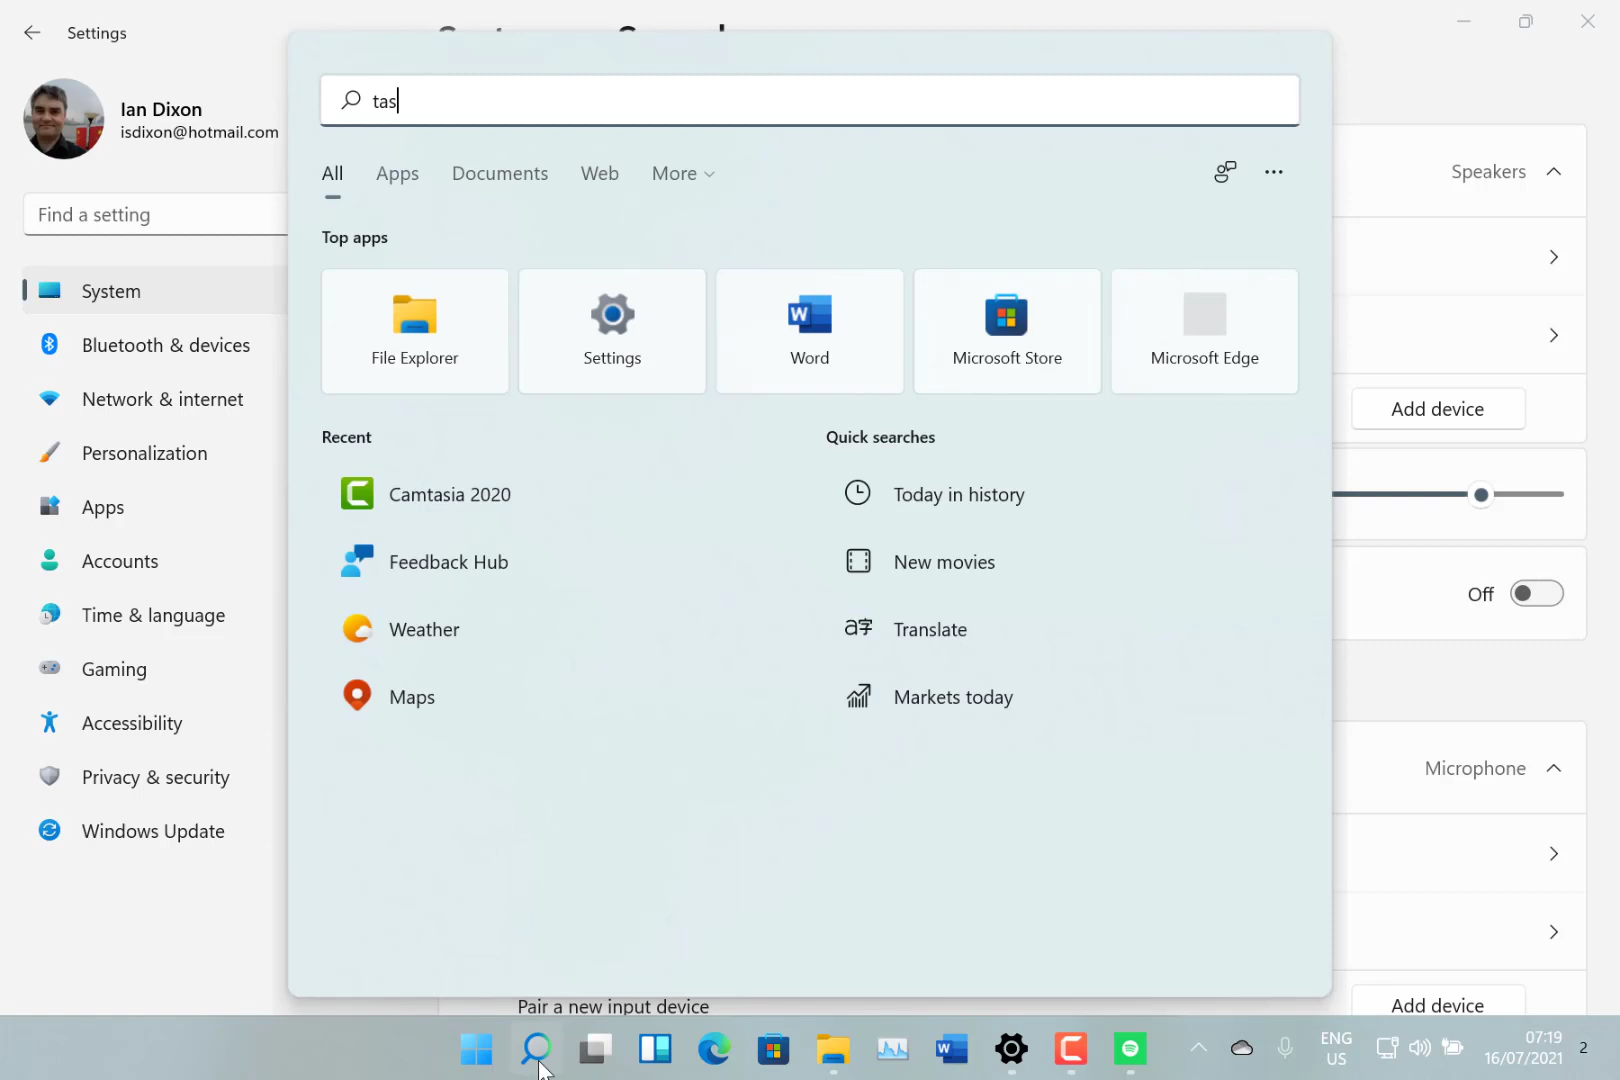 Settings
Ian Dixon
isdixon@hotmail.com
Find a setting
System
Bluetooth & devices
Network & internet
Personalization
Apps
Accounts
Time & language
Gaming
Accessibility
Privacy & security
Windows Update
tas
All Apps Documents Web More
Top apps
File Explorer
Settings
Word
Microsoft Store
Microsoft Edge
Recent
Camtasia 2020
Feedback Hub
Weather
Maps
Quick searches
Today in history
New movies
Translate
Markets today
Speakers
Add device
Off
Microphone
Pair a new input device
Add device
ENG
US
07:19
16/07/2021
2